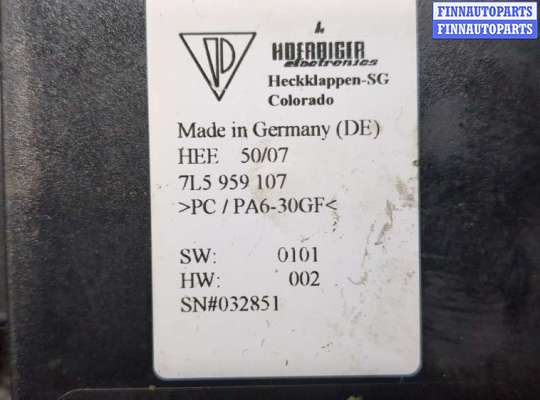 FINNAUTOPARTS
FINNAUTOPARTS
HOERBIGER
electronics
Heckklappen-SG
Colorado
Made in Germany (DE)
HEE 50/07
7L5 959 107
>PC / PA6-30GF<
SW: 0101
HW: 002
SN#032851